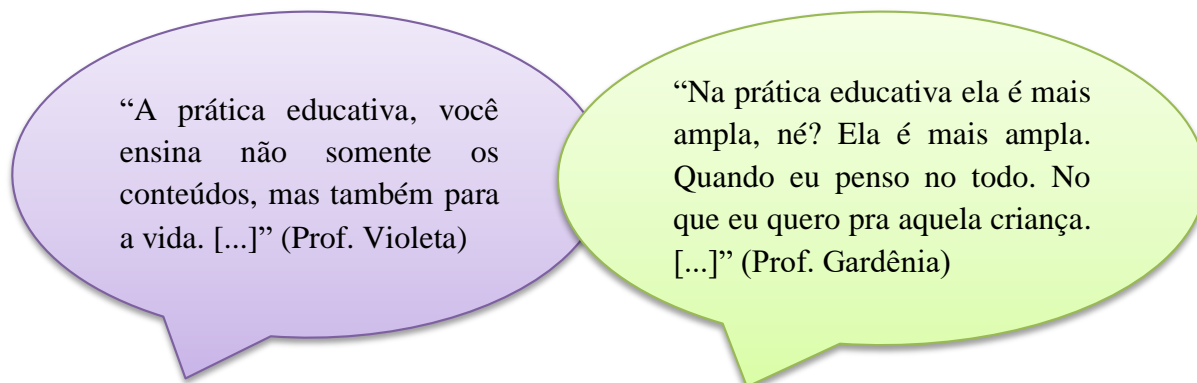 “A prática educativa, você
ensina não somente os
conteúdos, mas também para
a vida. [...]” (Prof. Violeta)
“Na prática educativa ela é mais
ampla, né? Ela é mais ampla.
Quando eu penso no todo. No
que eu quero pra aquela criança.
[...]” (Prof. Gardênia)